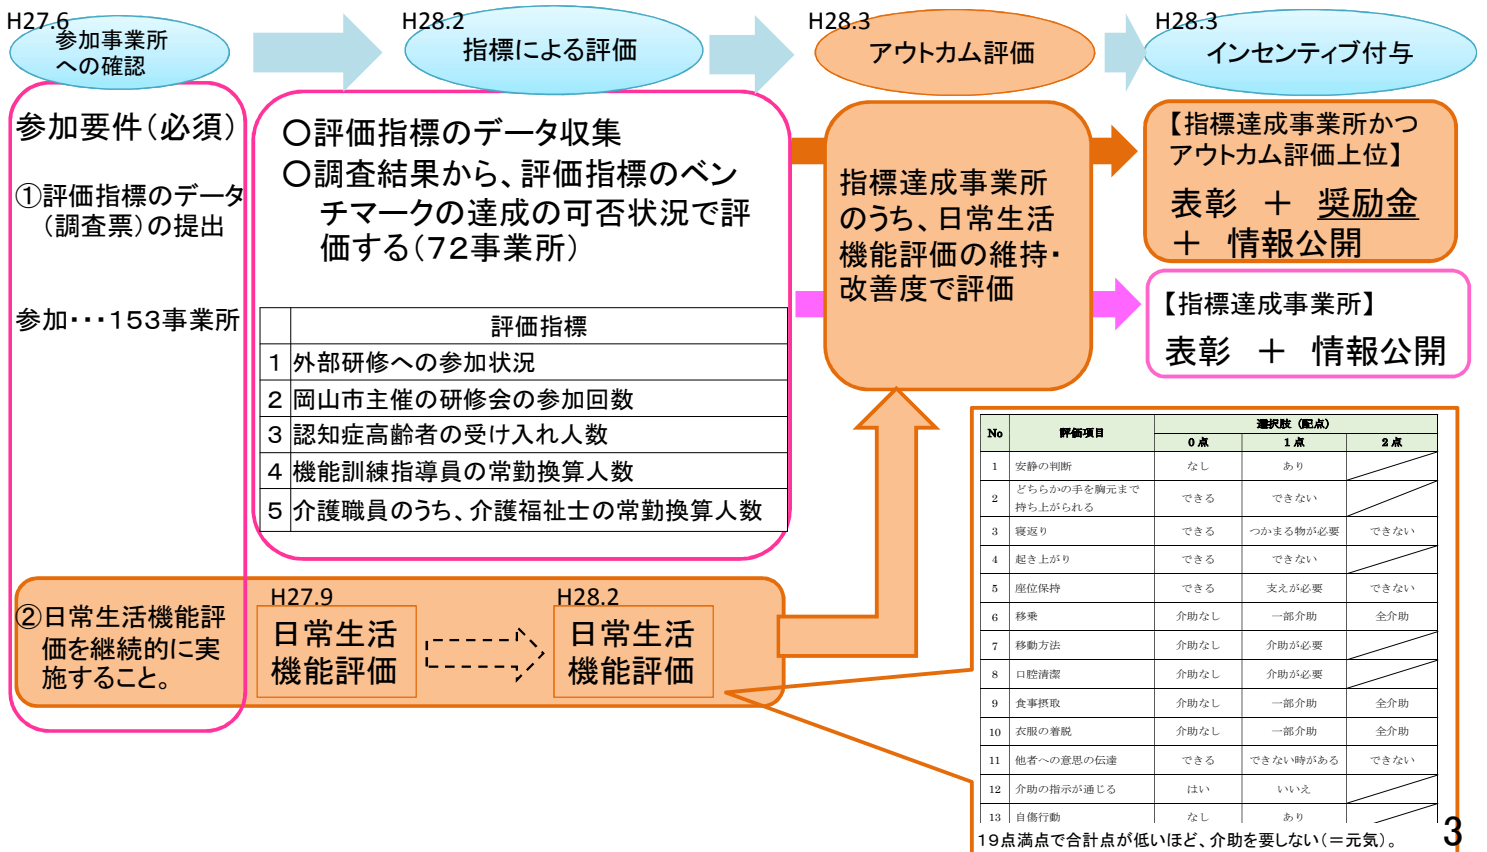 H27.6
参加事業所
への確認
H28.2
指標による評価
H28.3
アウトカム評価
H28.3
インセンティブ付与
参加要件(必須)
①評価指標のデータ
(調査票)の提出
参加・・・153事業所
〇評価指標のデータ収集
〇調査結果から、評価指標のベン
チマークの達成の可否状況で評
価する(72事業所)
評価指標
1 外部研修への参加状況
2 岡山市主催の研修会の参加回数
3 認知症高齢者の受け入れ人数
4 機能訓練指導員の常勤換算人数
5 介護職員のうち、介護福祉士の常勤換算人数
指標達成事業所
のうち、日常生活
機能評価の維持・
改善度で評価
【指標達成事業所かつ
アウトカム評価上位】
表彰 + 奨励金
+ 情報公開
【指標達成事業所】
表彰 + 情報公開
②日常生活機能評
価を継続的に実
施すること。
H27.9
日常生活
機能評価
H28.2
日常生活
機能評価
No 評価項目 選択肢(配点)
0点 1点 2点
1 安静の判断 なし あり
2 どちらかの手を胸元まで
持ち上がられる できる できない
3 寝返り できる つかまる物が必要 できない
4 起き上がり できる できない
5 座位保持 できる 支えが必要 できない
6 移乗 介助なし 一部介助 全介助
7 移動方法 介助なし 介助が必要
8 口腔清潔 介助なし 介助が必要
9 食事摂取 介助なし 一部介助 全介助
10 衣服の着脱 介助なし 一部介助 全介助
11 他者への意思の伝達 できる できない時がある できない
12 介助の指示が通じる はい いいえ
13 自傷行動 なし あり
19点満点で合計点が低いほど、介助を要しない(=元気)。
3